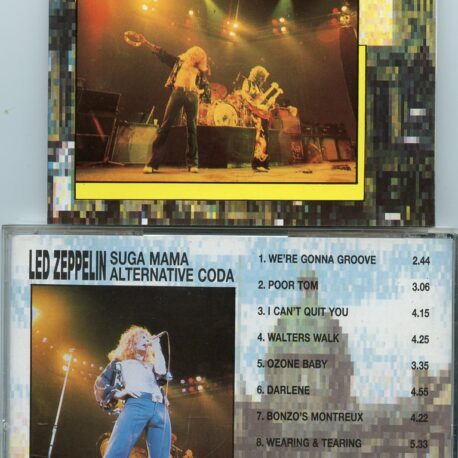 LED ZEPPELIN SUGA MAMA
ALTERNATIVE CODA
1. WE'RE GONNA GROOVE 2.44
2. POOR TOM 3.06
3. I CAN'T QUIT YOU 4.15
4. WALTERS WALK 4.25
5. OZONE BABY 3.35
6. DARLENE 4.55
7. BONZO'S MONTREUX 4.22
8. WEARING & TEARING 5.33